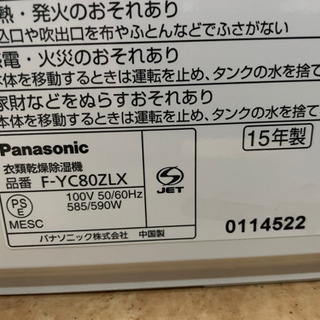 熱・発火のおそれあり
込口や吹出口を布やふとんなどでふさがない
感電・火災のおそれあり
本体を移動するときは運転を止め、タンクの水を捨て
家財などをぬらすおそれあり
本体を移動するときは運転を止め、タンクの水を捨て
15年製
Panasonic
衣類乾燥除湿機
品番 F-YC80ZLX
PS
E
MESC
100V 50/60Hz
585/590W
S
JET
0114522
パナソニック株式会社 中国製